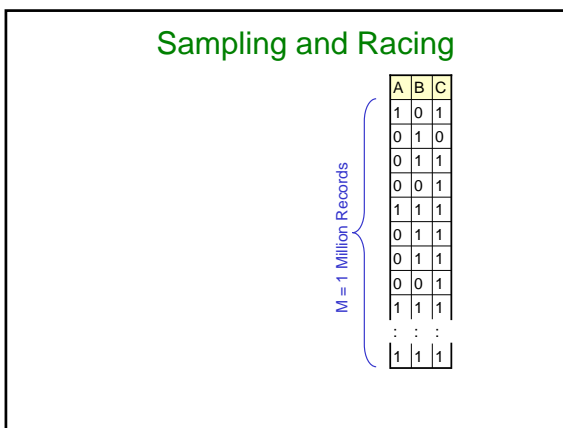 Sampling and Racing
M = 1 Million Records
A B C
1 0 1
0 1 0
0 1 1
0 0 1
1 1 1
0 1 1
0 1 1
0 0 1
1 1 1
: : :
1 1 1